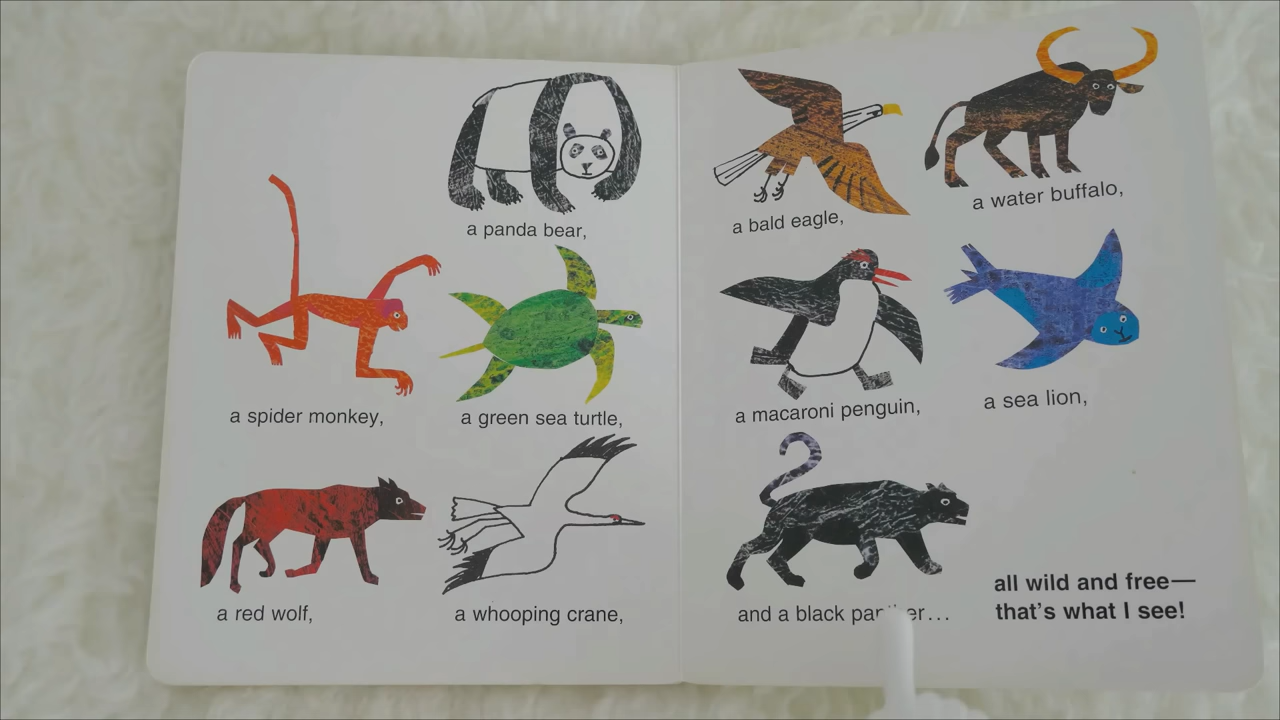 a panda bear,
a spider monkey,
a green sea turtle,
a red wolf,
a whooping crane,
a bald eagle,
a water buffalo,
a macaroni penguin,
a sea lion,
and a black panther...
all wild and free—
that's what I see!